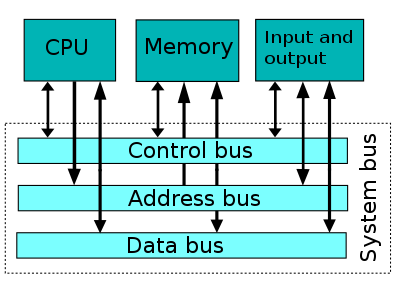 CPU
Memory
Input and
output
Control bus
Address bus
Data bus
System bus